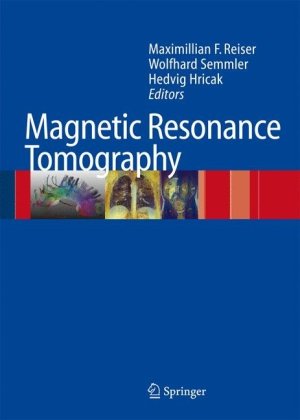 Maximillian F. Reiser
Wolfhard Semmler
Hedvig Hricak
Editors
Magnetic Resonance
Tomography
Springer